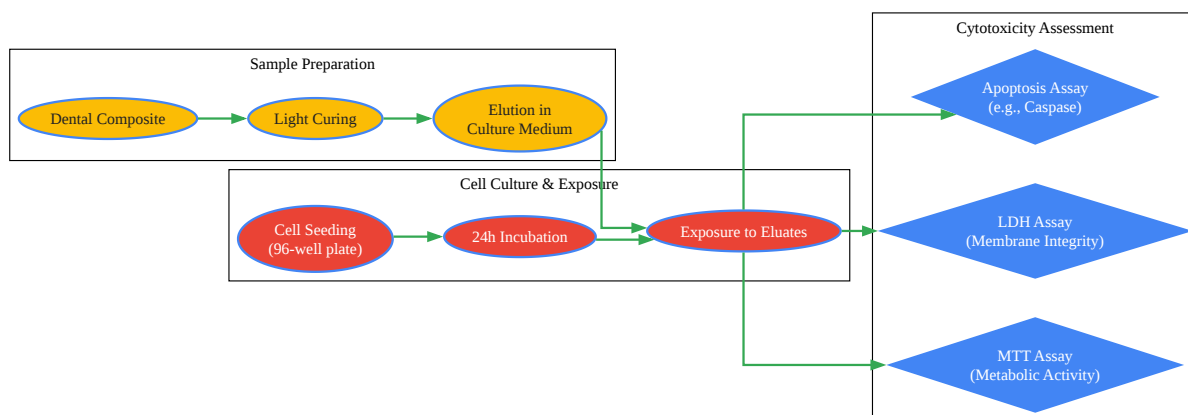 Sample Preparation
Dental Composite
Light Curing
Elution in
Culture Medium
Cell Culture & Exposure
Cell Seeding
(96-well plate)
24h Incubation
Exposure to Eluates
Cytotoxicity Assessment
Apoptosis Assay
(e.g., Caspase)
LDH Assay
(Membrane Integrity)
MTT Assay
(Metabolic Activity)